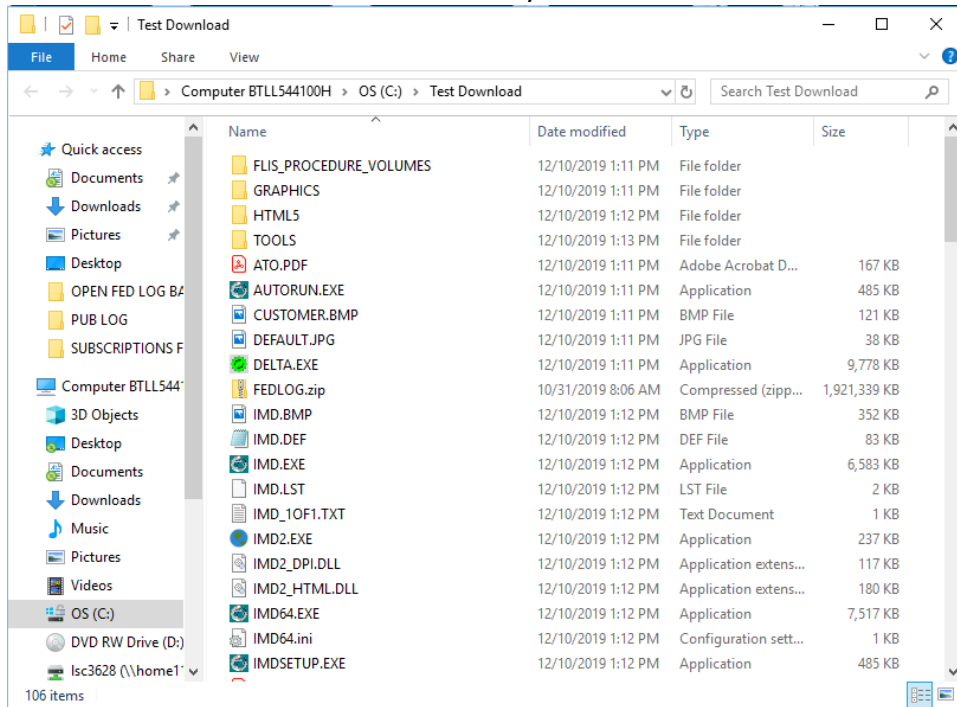 Test Download
File Home Share View
Computer BTLL544100H OS (C:) Test Download Search Test Download
Name Date modified Type Size
Quick access
Documents
Downloads
Pictures
Desktop
OPEN FED LOG BA
PUB LOG
SUBSCRIPTIONS F
Computer BTLL544
3D Objects
Desktop
Documents
Downloads
Music
Pictures
Videos
OS (C:)
DVD RW Drive (D:)
lsc3628 (\\home1
FLIS_PROCEDURE_VOLUMES 12/10/2019 1:11 PM File folder
GRAPHICS 12/10/2019 1:11 PM File folder
HTML5 12/10/2019 1:12 PM File folder
TOOLS 12/10/2019 1:13 PM File folder
ATO.PDF 12/10/2019 1:11 PM Adobe Acrobat D... 167 KB
AUTORUN.EXE 12/10/2019 1:11 PM Application 485 KB
CUSTOMER.BMP 12/10/2019 1:11 PM BMP File 121 KB
DEFAULT.JPG 12/10/2019 1:11 PM JPG File 38 KB
DELTA.EXE 12/10/2019 1:11 PM Application 9,778 KB
FEDLOG.zip 10/31/2019 8:06 AM Compressed (zipp... 1,921,339 KB
IMD.BMP 12/10/2019 1:12 PM BMP File 352 KB
IMD.DEF 12/10/2019 1:12 PM DEF File 83 KB
IMD.EXE 12/10/2019 1:12 PM Application 6,583 KB
IMD.LST 12/10/2019 1:12 PM LST File 2 KB
IMD_1OF1.TXT 12/10/2019 1:12 PM Text Document 1 KB
IMD2.EXE 12/10/2019 1:12 PM Application 237 KB
IMD2_DPI.DLL 12/10/2019 1:12 PM Application extens... 117 KB
IMD2_HTML.DLL 12/10/2019 1:12 PM Application extens... 180 KB
IMD64.EXE 12/10/2019 1:12 PM Application 7,517 KB
IMD64.ini 12/10/2019 1:12 PM Configuration sett... 1 KB
IMDSETUP.EXE 12/10/2019 1:12 PM Application 485 KB
106 items